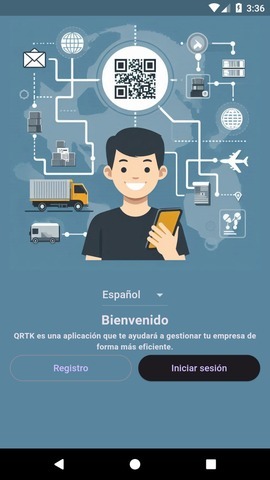 3:36
Español
Bienvenido
QRTK es una aplicación que te ayudará a gestionar tu empresa de
forma más eficiente.
Registro
Iniciar sesión